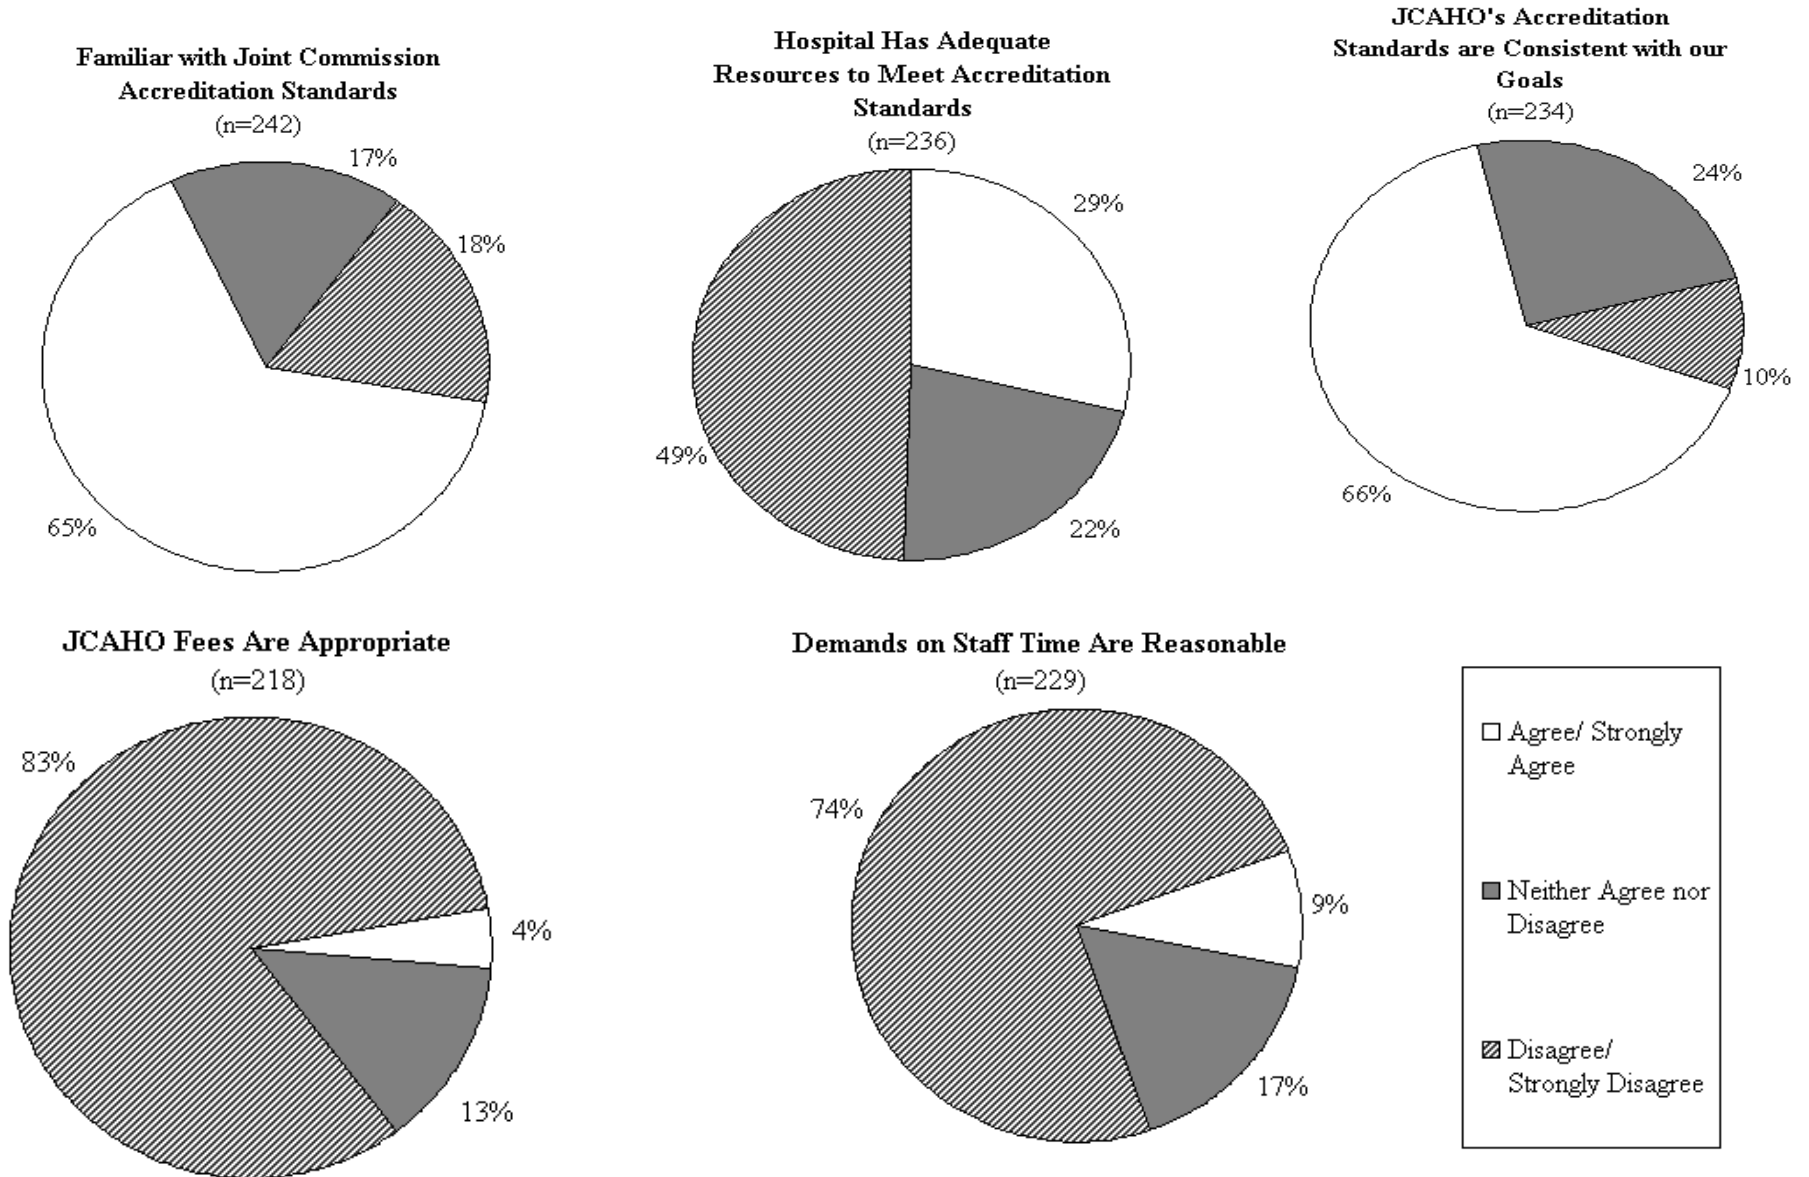 Familiar with Joint Commission
Accreditation Standards
(n=242)
17%
18%
65%
Hospital Has Adequate
Resources to Meet Accreditation
Standards
(n=236)
29%
49%
22%
JCAHO's Accreditation
Standards are Consistent with our
Goals
(n=234)
24%
10%
66%
JCAHO Fees Are Appropriate
(n=218)
83%
4%
13%
Demands on Staff Time Are Reasonable
(n=229)
74%
9%
17%
Agree/ Strongly
Agree
Neither Agree nor
Disagree
Disagree/
Strongly Disagree